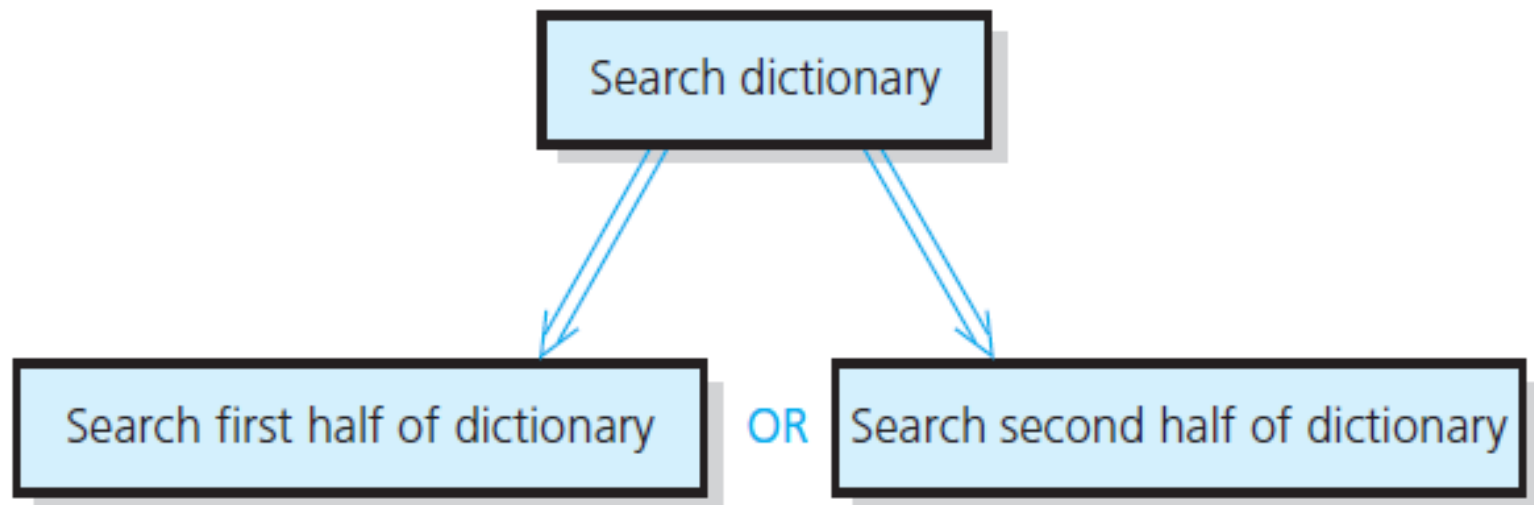 Search dictionary
Search first half of dictionary OR Search second half of dictionary